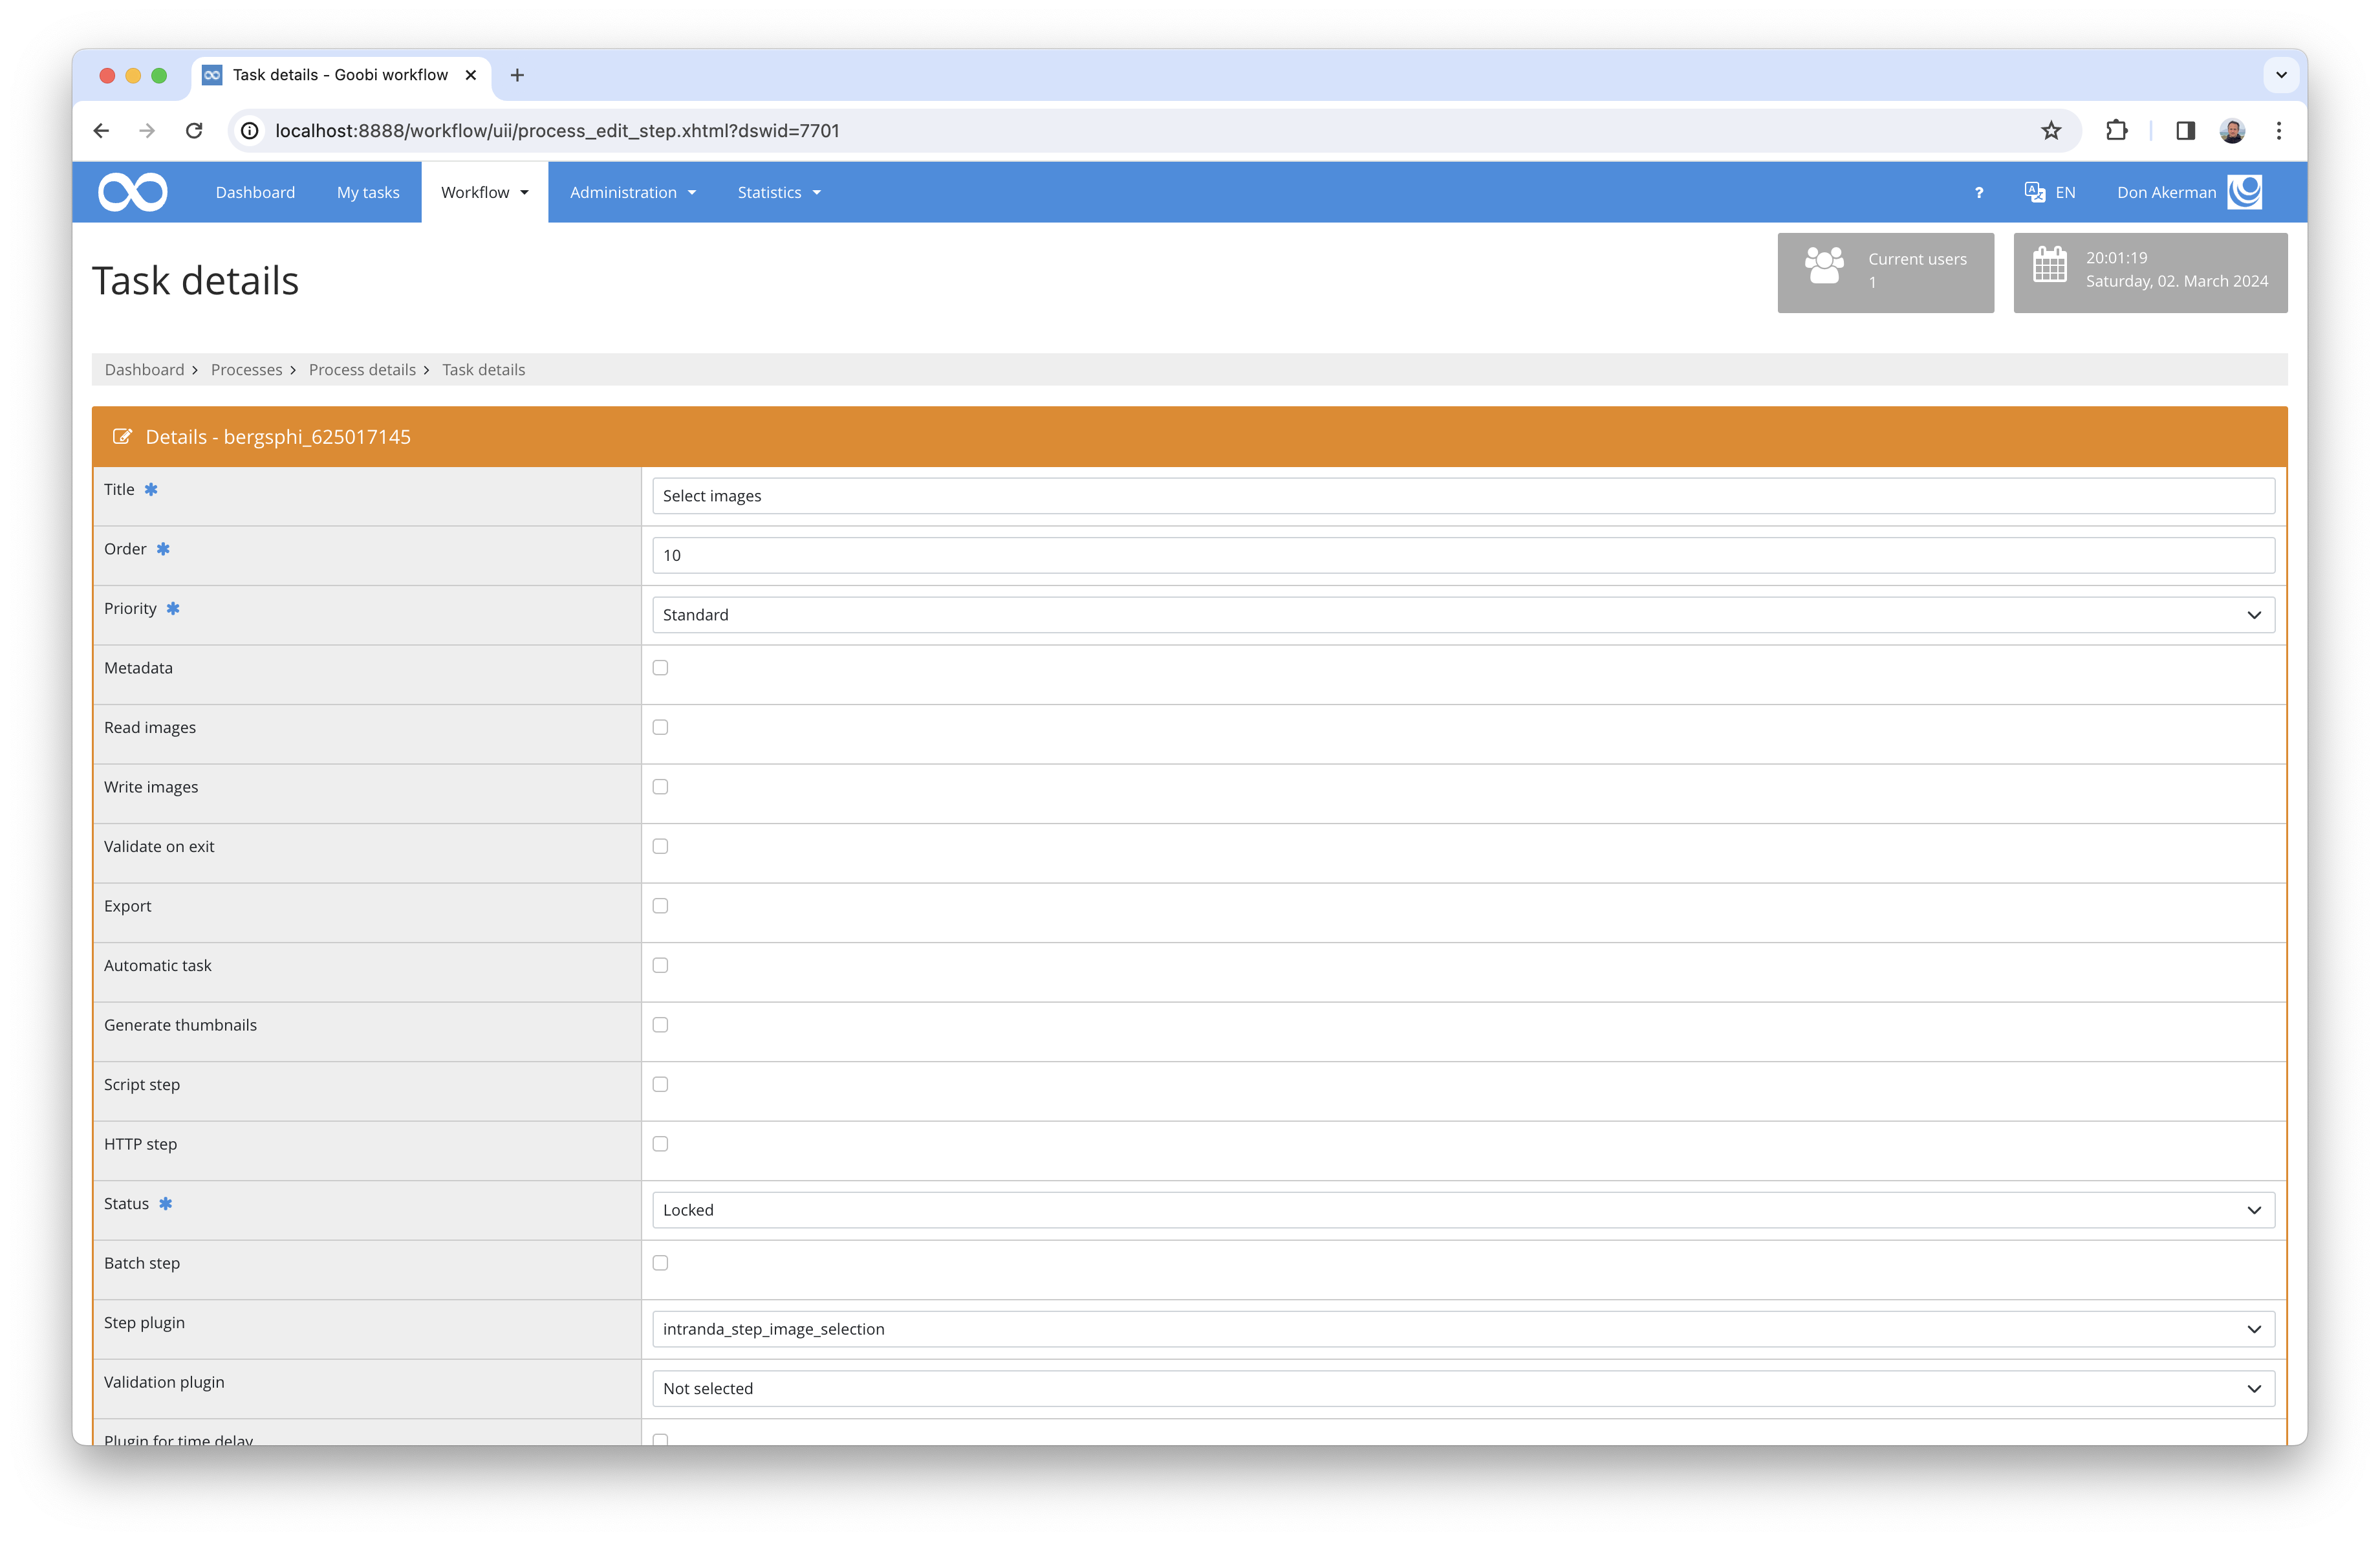 Task details - Goobi workflow
localhost:8888/workflow/uii/process_edit_step.xhtml?dswid=7701
Dashboard My tasks Workflow Administration Statistics ? EN Don Akerman
Task details
Current users
1
20:01:19
Saturday, 02. March 2024
Dashboard > Processes > Process details > Task details
Details - bergsphi_625017145
Title * Select images
Order * 10
Priority * Standard
Metadata
Read images
Write images
Validate on exit
Export
Automatic task
Generate thumbnails
Script step
HTTP step
Status * Locked
Batch step
Step plugin intranda_step_image_selection
Validation plugin Not selected
Plugin for time delay